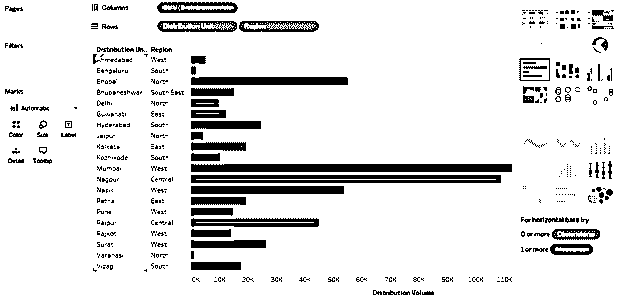 Pages
Columns
Rows
Distribution Un.. Region
Filters
Ahmedabad West
Bengaluru South
Bhopal North
Bhubaneshwar South East
Delhi North
Guwahati East
Hyderabad South
Jaipur North
Kolkata East
Kozhikode South
Mumbai West
Nagpur Central
Nasik West
Patna East
Pune West
Raipur Central
Rajkot West
Surat West
Varanasi North
Vizag South
Marks
Automatic
Color Size Label
Detail Tooltip
0K 10K 20K 30K 40K 50K 60K 70K 80K 90K 100K 110K
Distribution Volume
For horizontal bars try
0 or more
1 or more